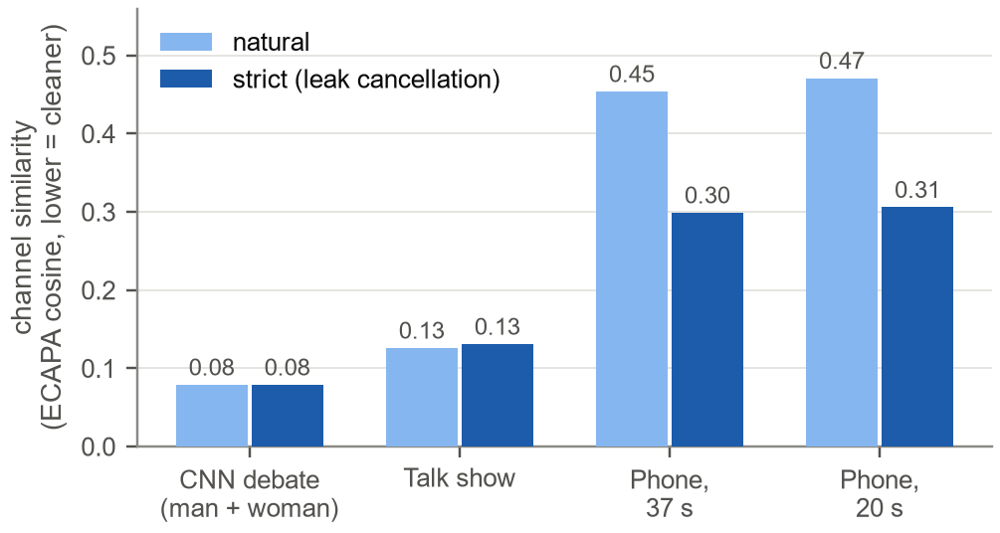 channel similarity
(ECAPA cosine, lower = cleaner)
0.5
0.4
0.3
0.2
0.1
0.0
natural
strict (leak cancellation)
0.08
0.08
0.13
0.13
0.45
0.30
0.47
0.31
CNN debate
(man + woman)
Talk show
Phone,
37 s
Phone,
20 s